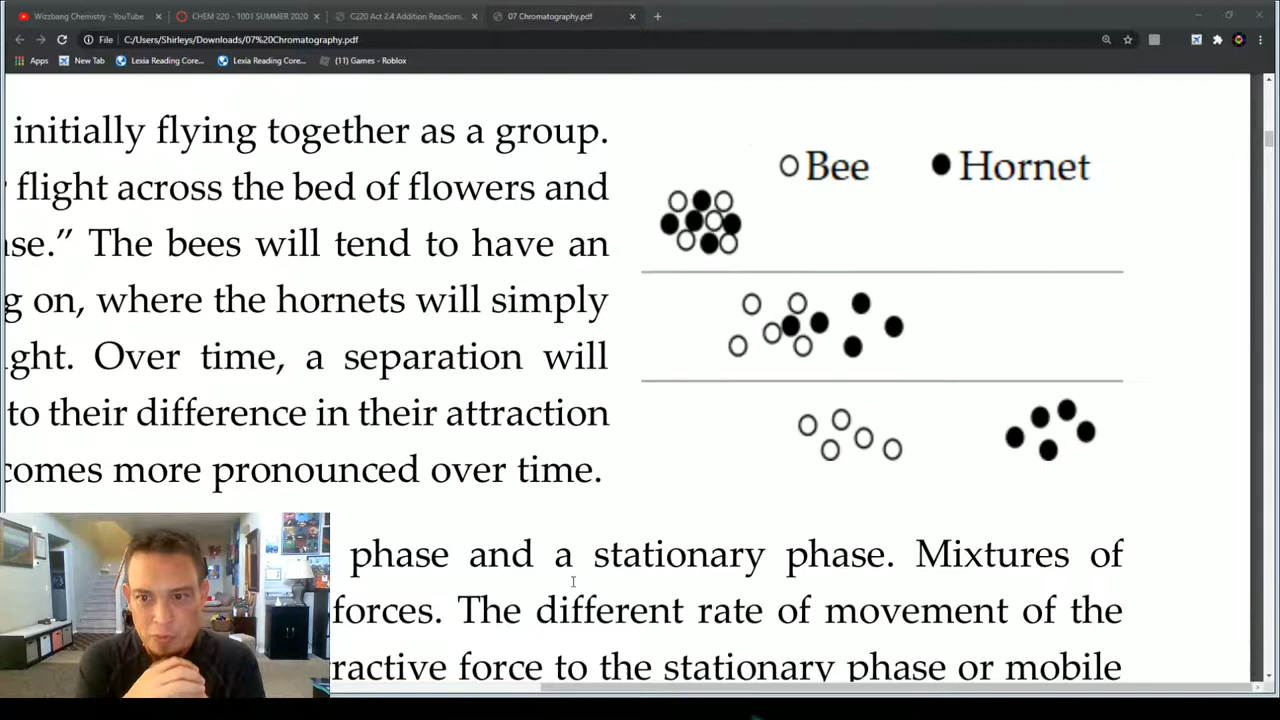 Wizzbang Chemistry - YouTube
CHEM 220 - 1001 SUMMER 2020
C220 Act 2.4 Addition Reactions
07 Chromatography.pdf
File C:/Users/Shirleys/Downloads/07%20Chromatography.pdf
Apps New Tab Lexia Reading Core... Lexia Reading Core... (11) Games - Roblox
initially flying together as a group.
flight across the bed of flowers and
se.” The bees will tend to have an
g on, where the hornets will simply
ght. Over time, a separation will
to their difference in their attraction
comes more pronounced over time.
Bee Hornet
phase and a stationary phase. Mixtures of
forces. The different rate of movement of the
ractive force to the stationary phase or mobile